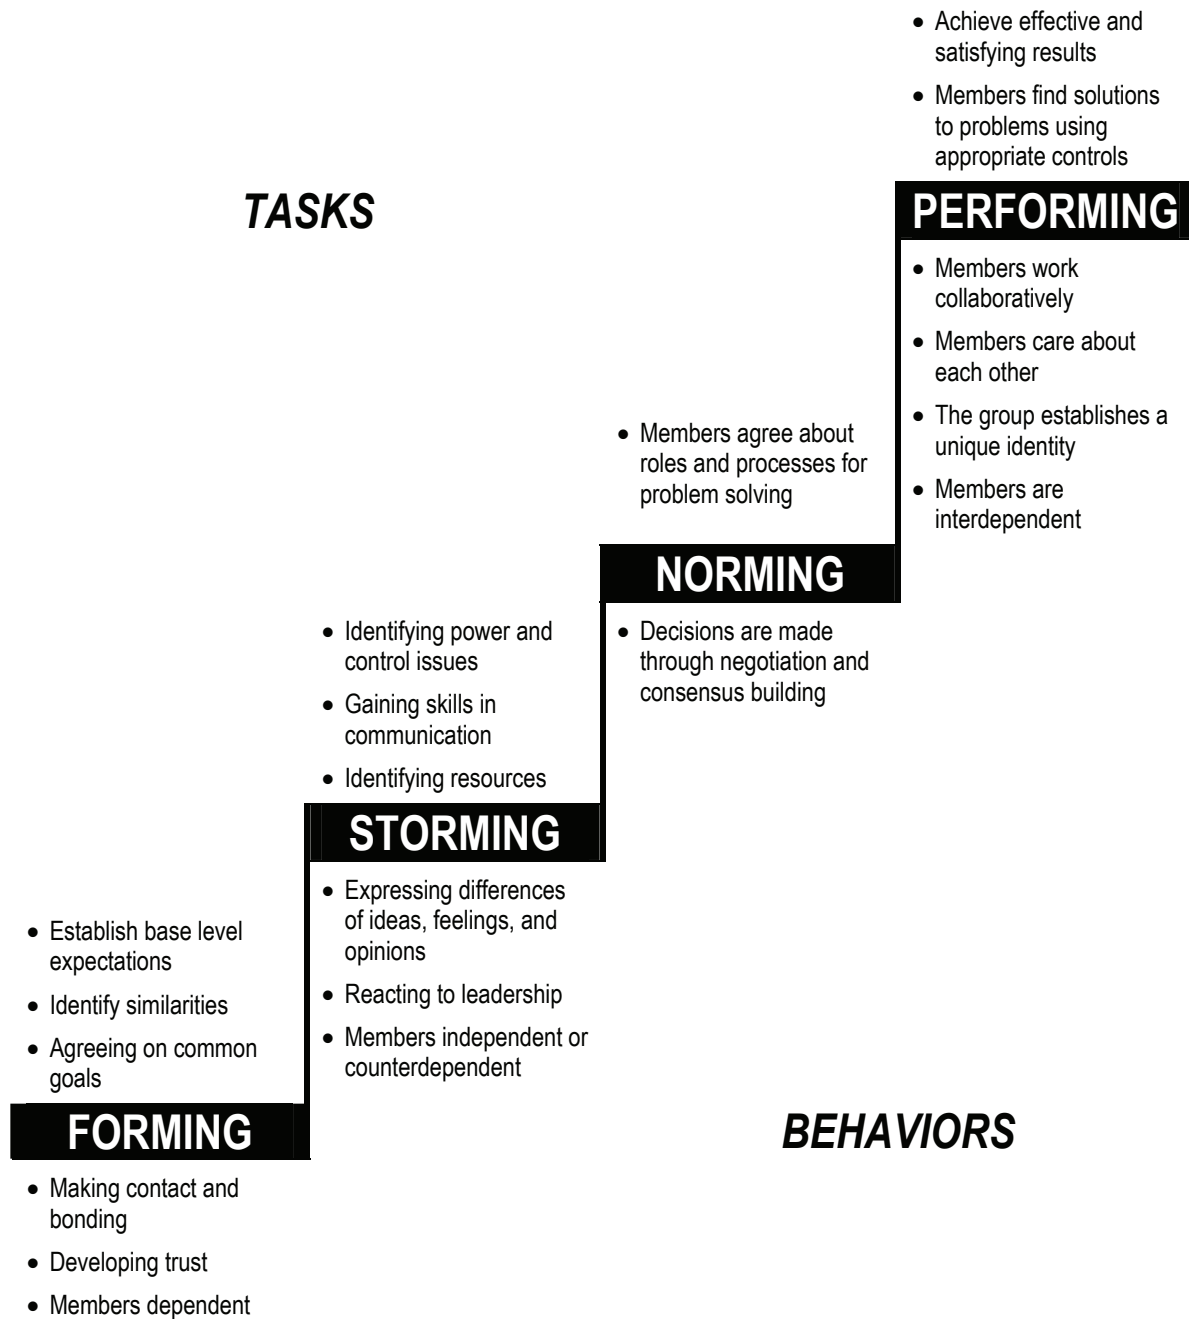 • Achieve effective and
satisfying results
• Members find solutions
to problems using
appropriate controls
TASKS
PERFORMING
• Members work
collaboratively
• Members care about
each other
• The group establishes a
unique identity
• Members are
interdependent
• Members agree about
roles and processes for
problem solving
NORMING
• Decisions are made
through negotiation and
consensus building
• Identifying power and
control issues
• Gaining skills in
communication
• Identifying resources
STORMING
• Expressing differences
of ideas, feelings, and
opinions
• Reacting to leadership
• Members independent or
counterdependent
• Establish base level
expectations
• Identify similarities
• Agreeing on common
goals
FORMING
• Making contact and
bonding
• Developing trust
• Members dependent
BEHAVIORS